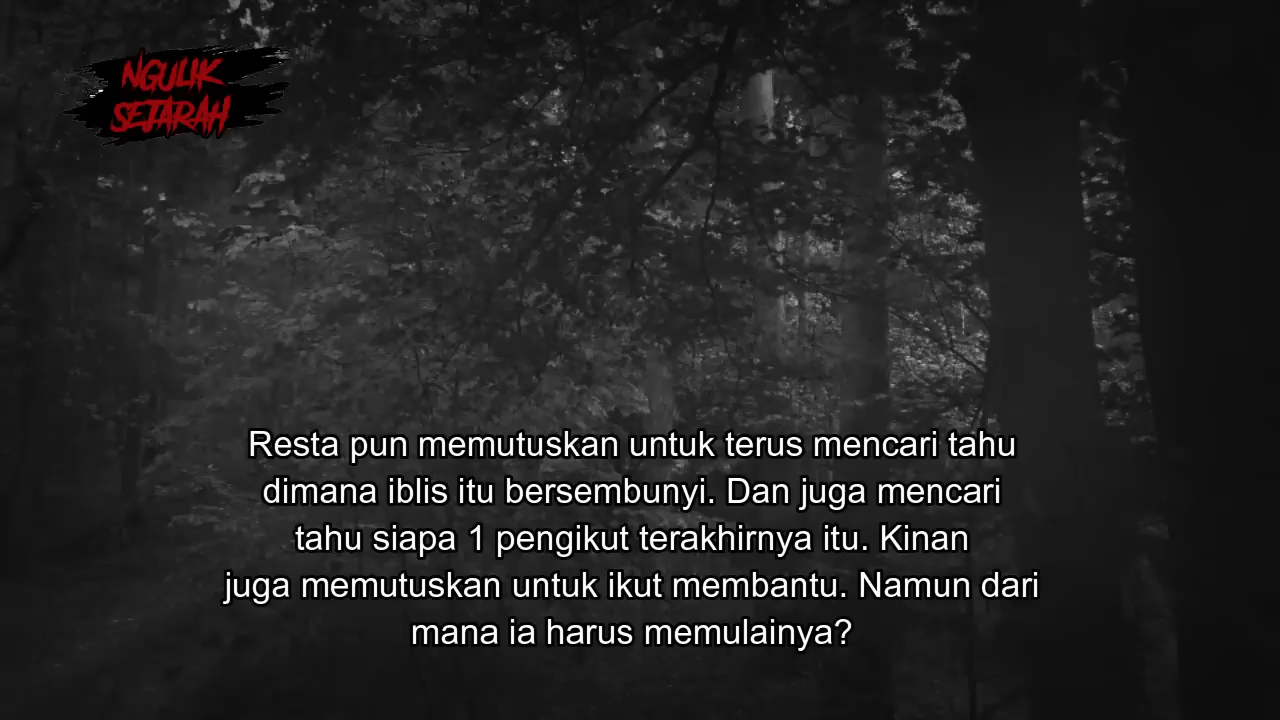 NGULIK
SEJARAH
Resta pun memutuskan untuk terus mencari tahu
dimana iblis itu bersembunyi. Dan juga mencari
tahu siapa 1 pengikut terakhirnya itu. Kinan
juga memutuskan untuk ikut membantu. Namun dari
mana ia harus memulainya?